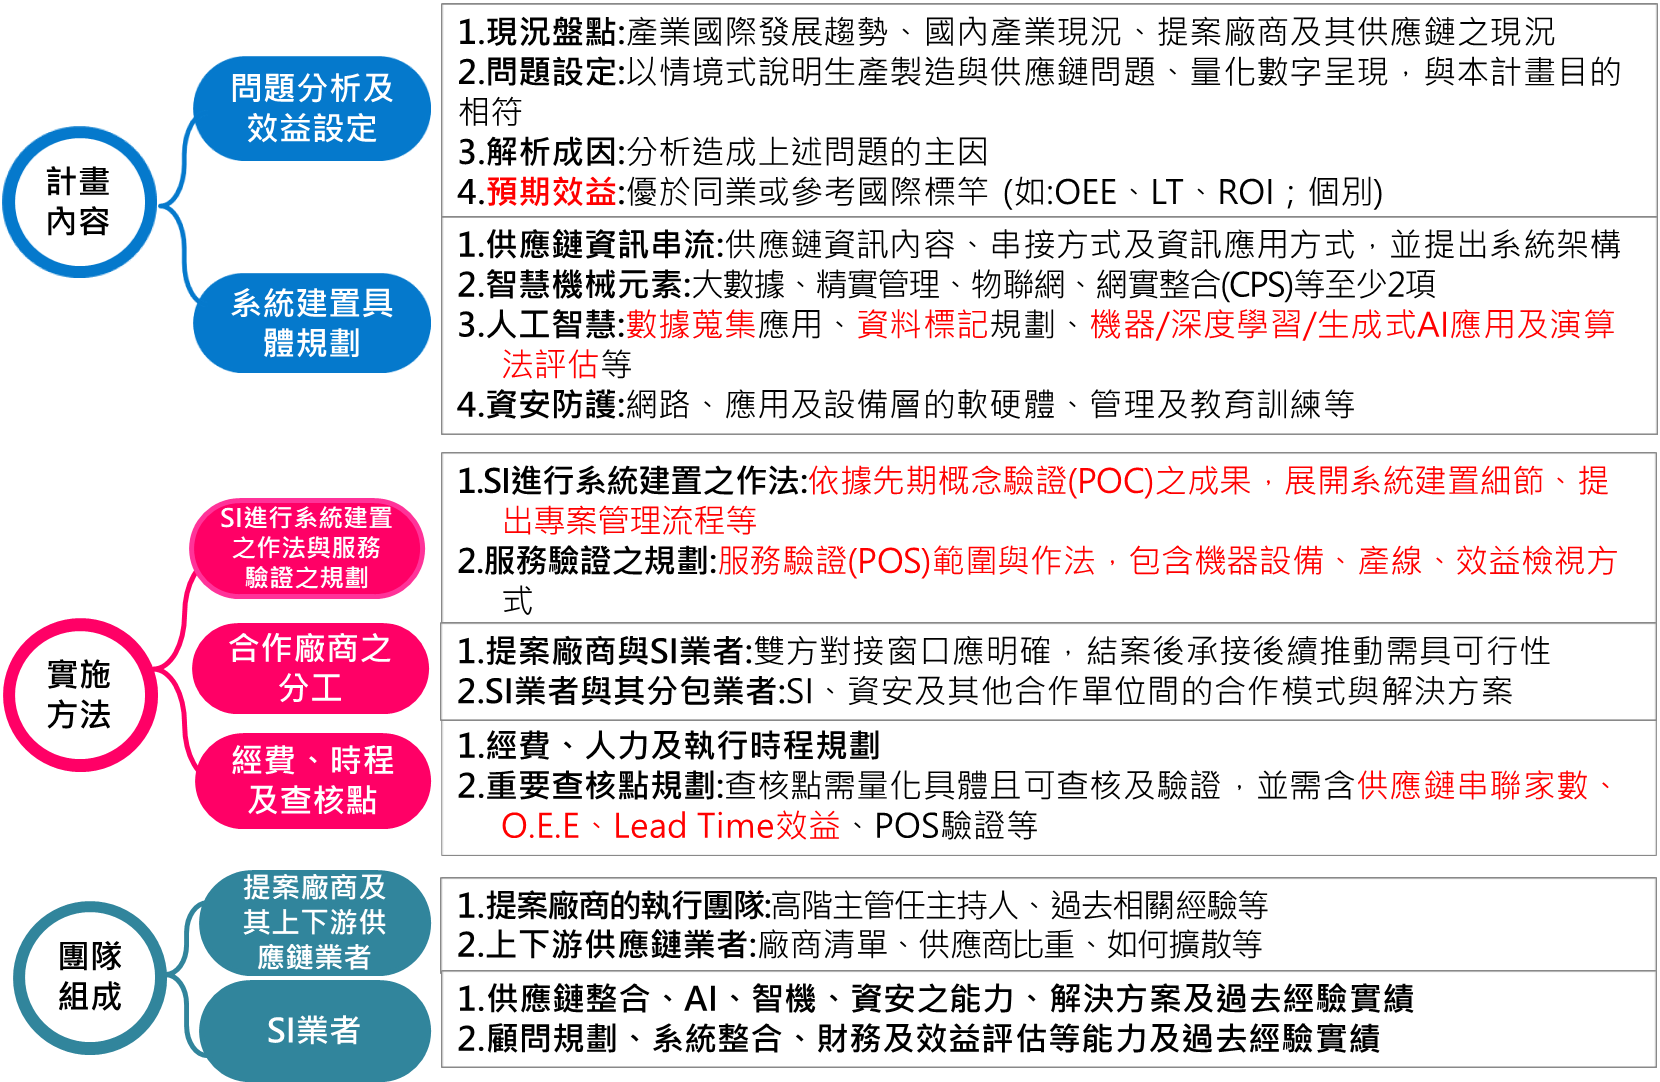 計畫
內容
問題分析及
效益設定
1.現況盤點:產業國際發展趨勢、國內產業現況、提案廠商及其供應鏈之現況
2.問題設定:以情境式說明生產製造與供應鏈問題、量化數字呈現，與本計畫目的
相符
3.解析成因:分析造成上述問題的主因
4.預期效益:優於同業或參考國際標竿 (如:OEE、LT、ROI；個別)
系統建置具
體規劃
1.供應鏈資訊串流:供應鏈資訊內容、串接方式及資訊應用方式，並提出系統架構
2.智慧機械元素:大數據、精實管理、物聯網、網實整合(CPS)等至少2項
3.人工智慧:數據蒐集應用、資料標記規劃、機器/深度學習/生成式AI應用及演算
法評估等
4.資安防護:網路、應用及設備層的軟硬體、管理及教育訓練等
實施
方法
SI進行系統建置
之作法與服務
驗證之規劃
1.SI進行系統建置之作法:依據先期概念驗證(POC)之成果，展開系統建置細節、提
出專案管理流程等
2.服務驗證之規劃:服務驗證(POS)範圍與作法，包含機器設備、產線、效益檢視方
式
合作廠商之
分工
1.提案廠商與SI業者:雙方對接窗口應明確，結案後承接後續推動需具可行性
2.SI業者與其分包業者:SI、資安及其他合作單位間的合作模式與解決方案
經費、時程
及查核點
1.經費、人力及執行時程規劃
2.重要查核點規劃:查核點需量化具體且可查核及驗證，並需含供應鏈串聯家數、
O.E.E、Lead Time效益、POS驗證等
團隊
組成
提案廠商及
其上下游供
應鏈業者
1.提案廠商的執行團隊:高階主管任主持人、過去相關經驗等
2.上下游供應鏈業者:廠商清單、供應商比重、如何擴散等
SI業者
1.供應鏈整合、AI、智機、資安之能力、解決方案及過去經驗實績
2.顧問規劃、系統整合、財務及效益評估等能力及過去經驗實績